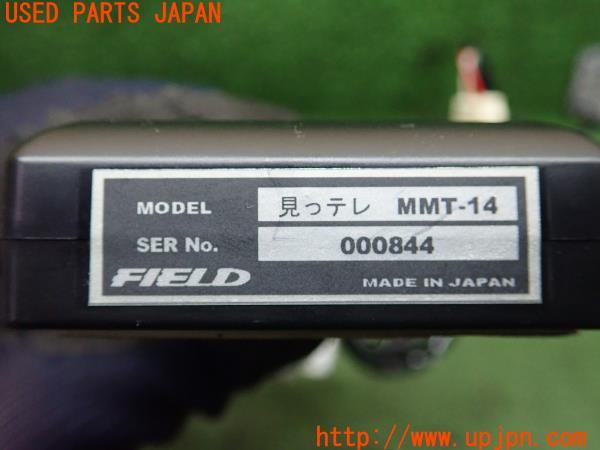 USED PARTS JAPAN
MODEL 見っテレ MMT-14
SER No. 000844
FIELD MADE IN JAPAN
http://www.upjpn.com/